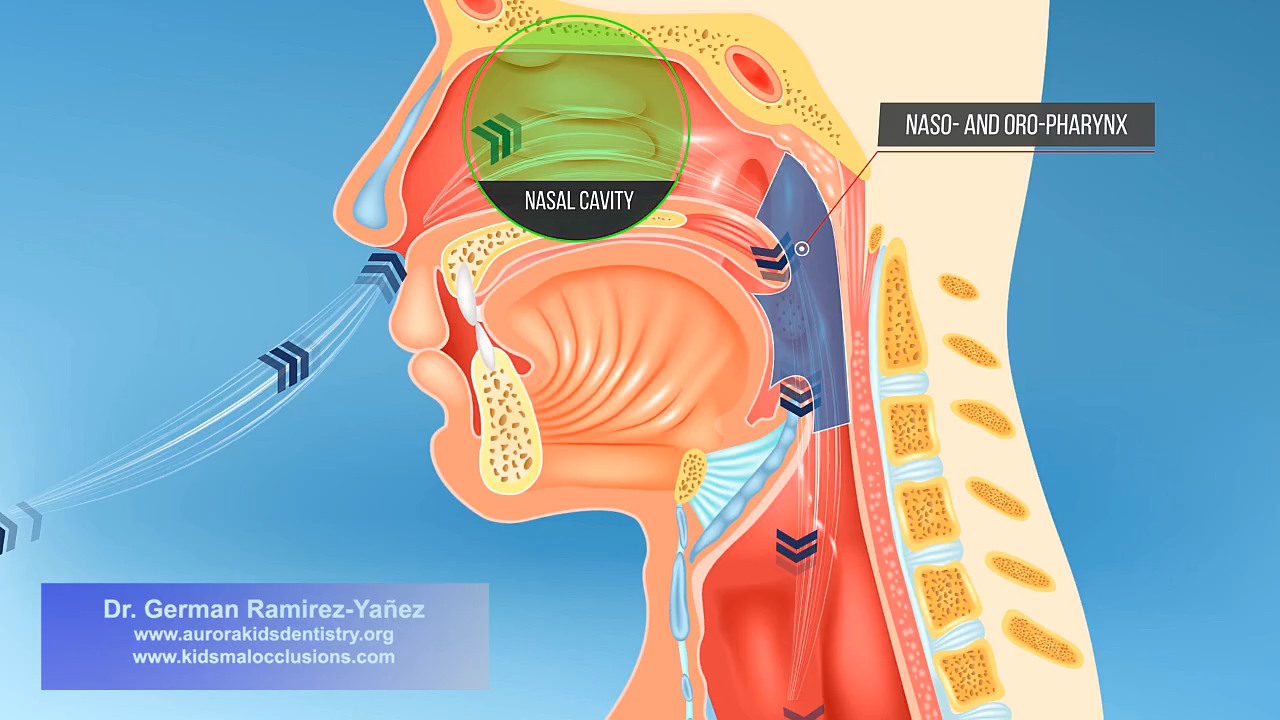 NASO- AND ORO-PHARYNX
NASAL CAVITY
Dr. German Ramirez-Yañez
www.aurorakidsdentistry.org
www.kidsmalocclusions.com